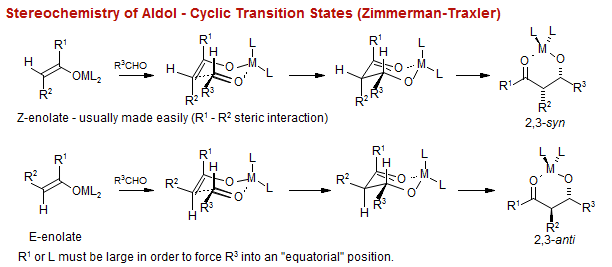 Stereochemistry of Aldol - Cyclic Transition States (Zimmerman-Traxler)
R¹ H OML₂ R²
R³CHO
R¹ H H O M L L R² R³ O
R¹ H H O M L L R² R³ O
L L M O O R¹ R³ R²
2,3-syn
Z-enolate - usually made easily (R¹ - R² steric interaction)
R¹ R² OML₂ H
R³CHO
R¹ H R² O M L L H R³ O
R¹ H R² O M L L H R³ O
L L M O O R¹ R³ R²
2,3-anti
E-enolate
R¹ or L must be large in order to force R³ into an "equatorial" position.